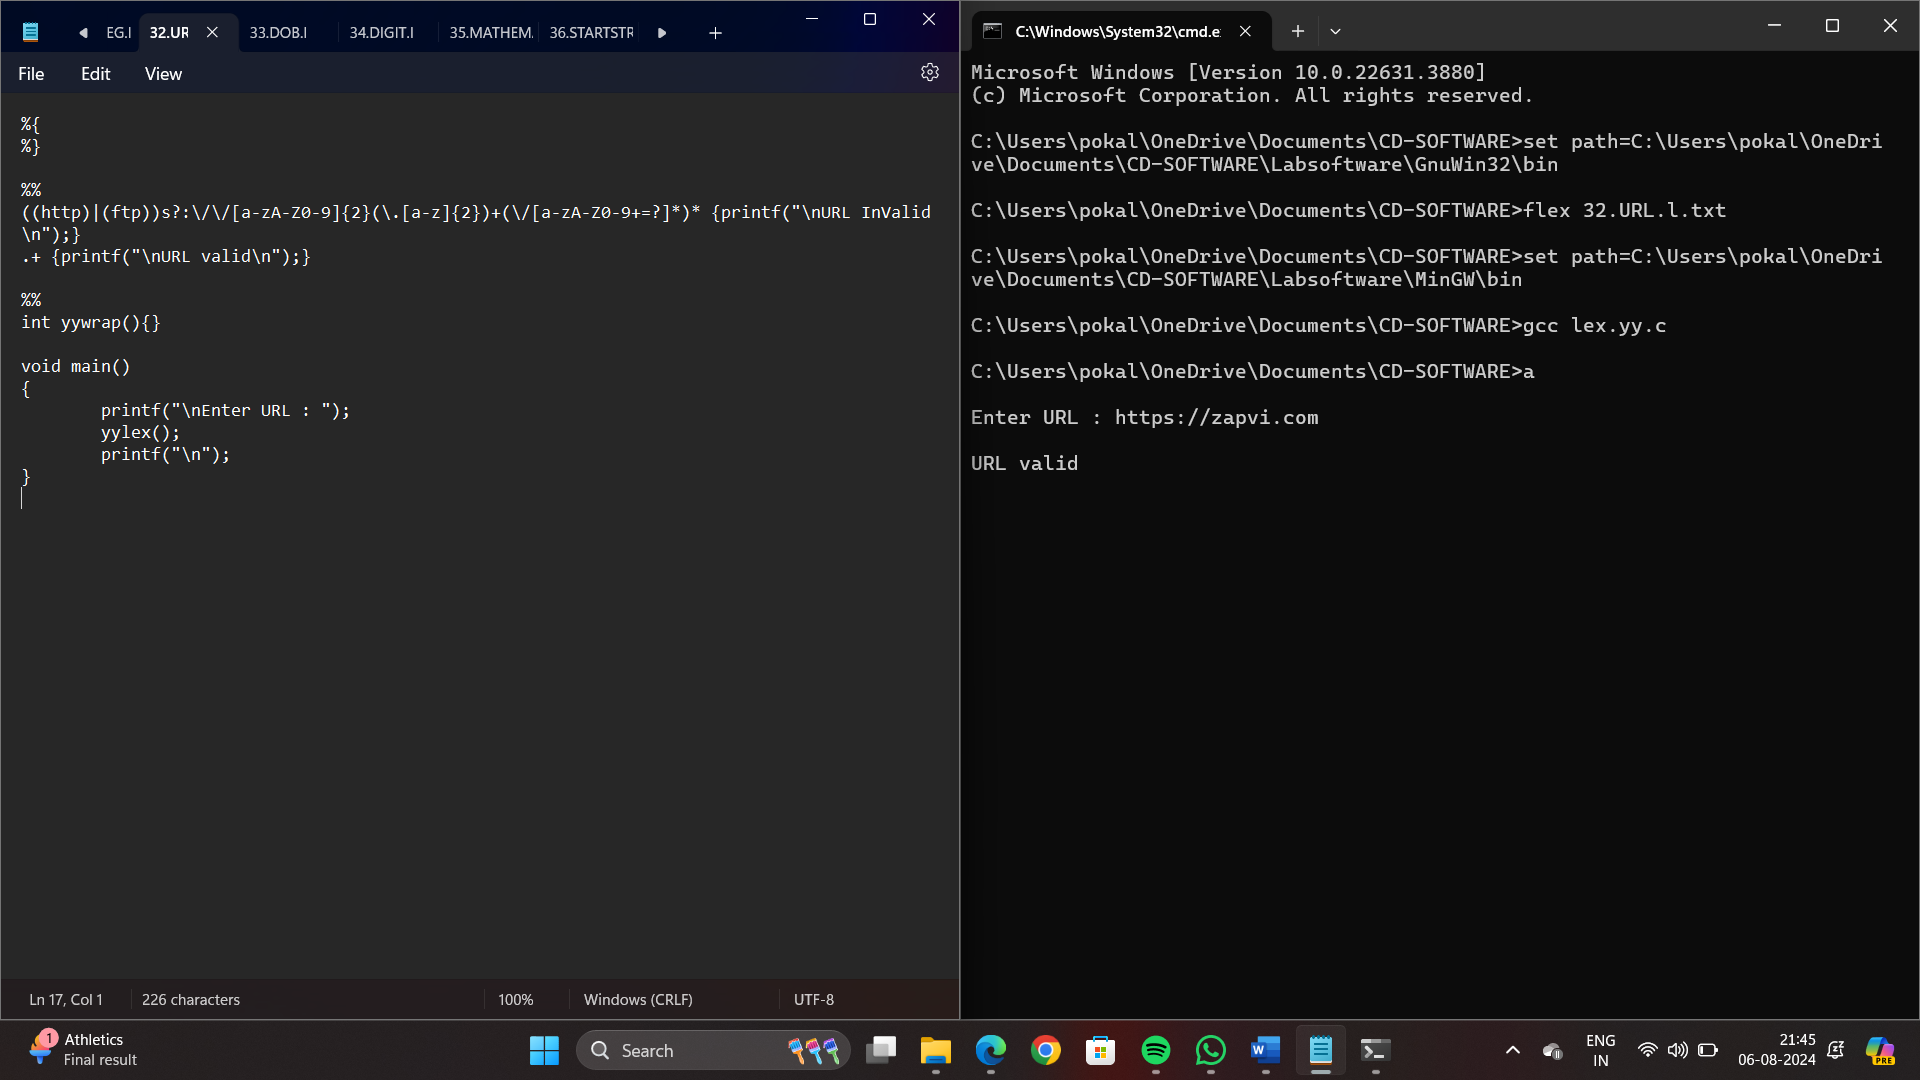 EG.l 32.UR 33.DOB.l 34.DIGIT.l 35.MATHEM. 36.STARTSTR
File Edit View
%{
%}
%%
((http)|(ftp))s?:\/\/[a-zA-Z0-9]{2}(\.[a-z]{2})+(\/[a-zA-Z0-9+=?]*)* {printf("\nURL InValid
\n");}
.+ {printf("\nURL valid\n");}
%%
int yywrap(){}
void main()
{
printf("\nEnter URL : ");
yylex();
printf("\n");
}
Ln 17, Col 1 226 characters 100% Windows (CRLF) UTF-8
C:\Windows\System32\cmd.e:
Microsoft Windows [Version 10.0.22631.3880]
(c) Microsoft Corporation. All rights reserved.
C:\Users\pokal\OneDrive\Documents\CD-SOFTWARE>set path=C:\Users\pokal\OneDri
ve\Documents\CD-SOFTWARE\Labsoftware\GnuWin32\bin
C:\Users\pokal\OneDrive\Documents\CD-SOFTWARE>flex 32.URL.l.txt
C:\Users\pokal\OneDrive\Documents\CD-SOFTWARE>set path=C:\Users\pokal\OneDri
ve\Documents\CD-SOFTWARE\Labsoftware\MinGW\bin
C:\Users\pokal\OneDrive\Documents\CD-SOFTWARE>gcc lex.yy.c
C:\Users\pokal\OneDrive\Documents\CD-SOFTWARE>a
Enter URL : https://zapvi.com
URL valid
1 Athletics
Final result
Search
W
ENG
IN
21:45
06-08-2024
PRE